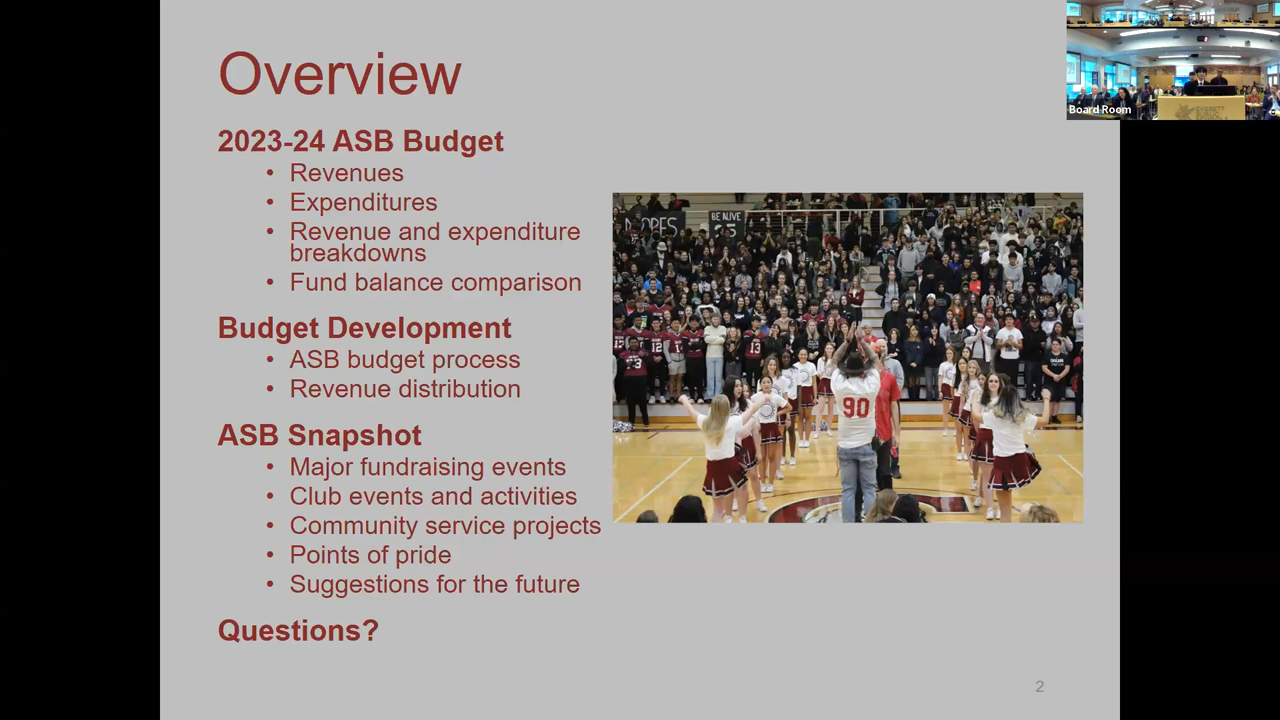 Overview
2023-24 ASB Budget
• Revenues
• Expenditures
• Revenue and expenditure
breakdowns
• Fund balance comparison
Budget Development
• ASB budget process
• Revenue distribution
ASB Snapshot
• Major fundraising events
• Club events and activities
• Community service projects
• Points of pride
• Suggestions for the future
Questions?
BE ALIVE
25
13
90
Board Room
2